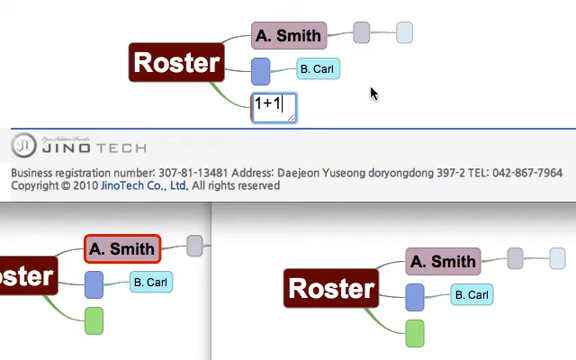 A. Smith
Roster
B. Carl
1+1
JINOTECH
Business registration number: 307-81-13481 Address: Daejeon Yuseong doryongdong 397-2 TEL: 042-867-7964
Copyright © 2010 JinoTech Co., Ltd. All rights reserved
A. Smith
oster
B. Carl
A. Smith
Roster
B. Carl